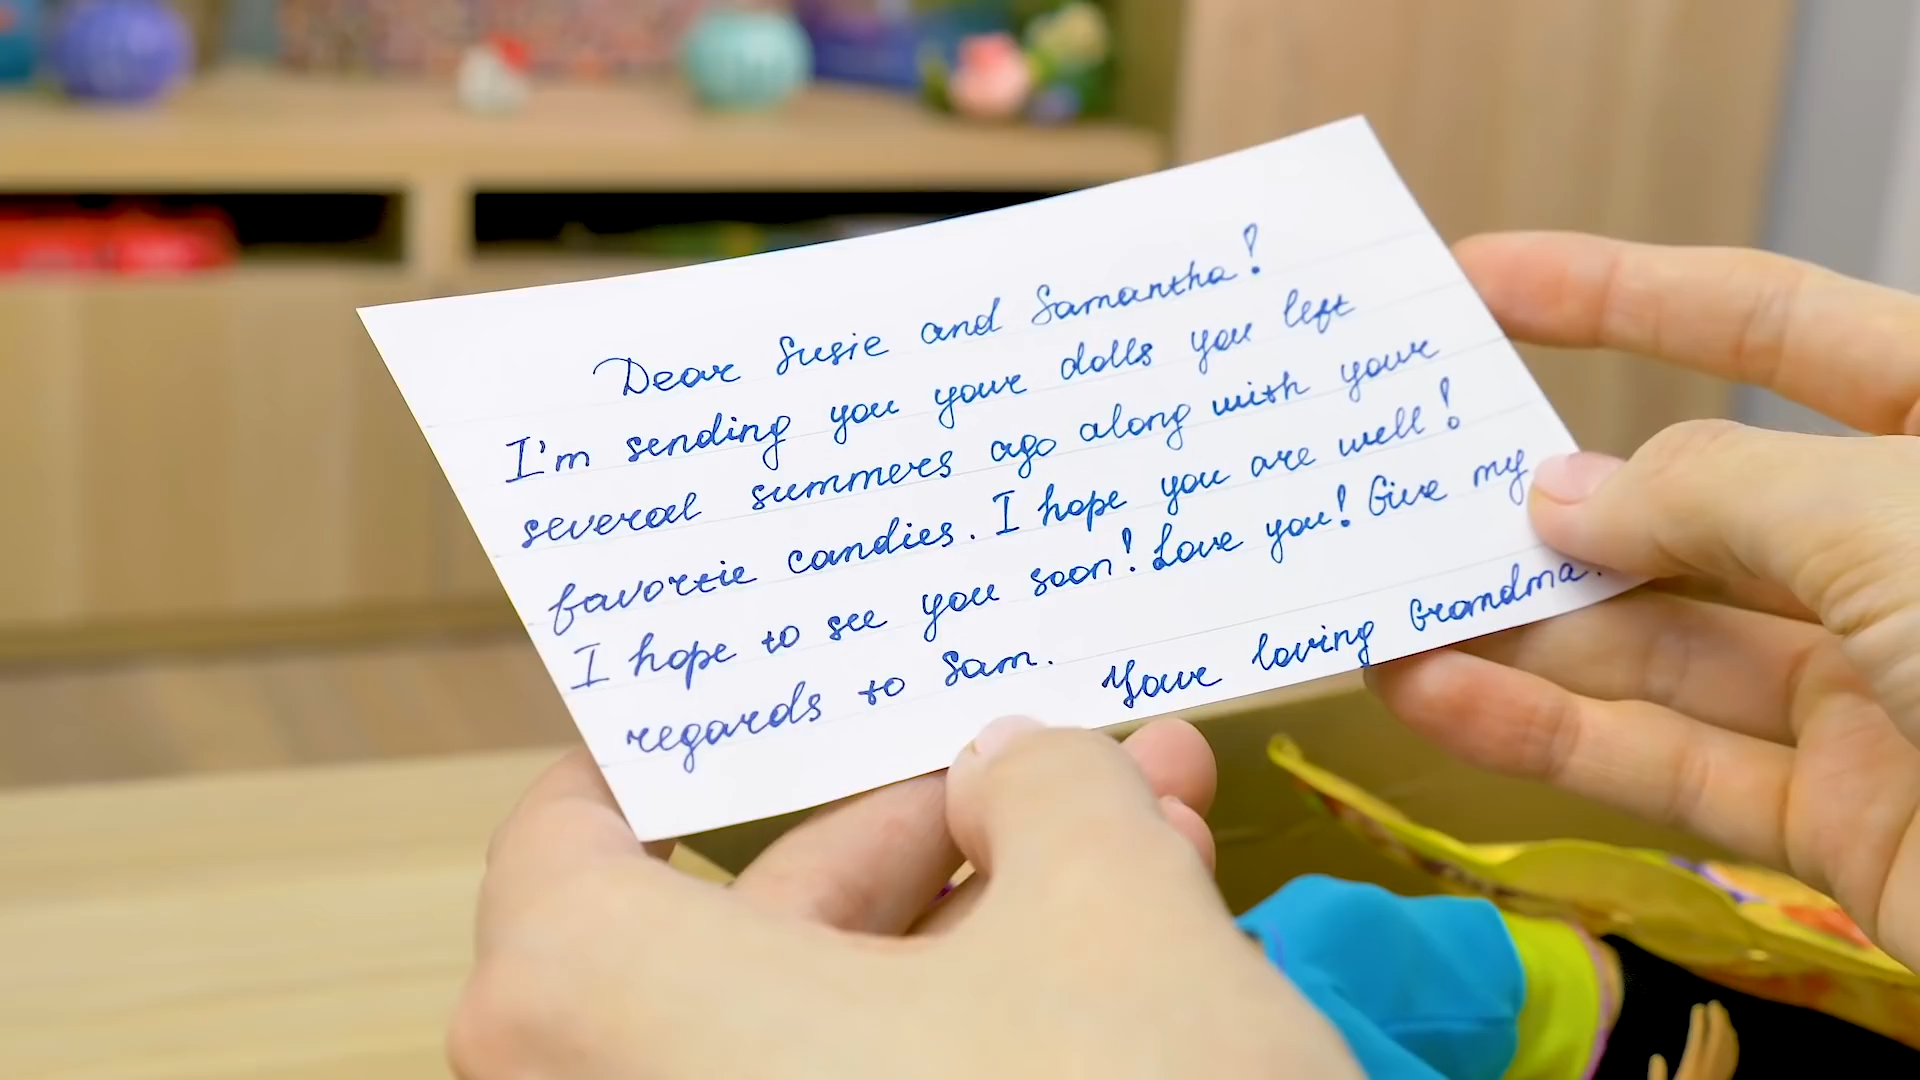 Dear Susie and Samantha!
I'm sending you your dolls you left
several summers ago along with your
favortie candies. I hope you are well!
I hope to see you soon! Love you! Give my
regards to Sam.
Your loving Grandma.